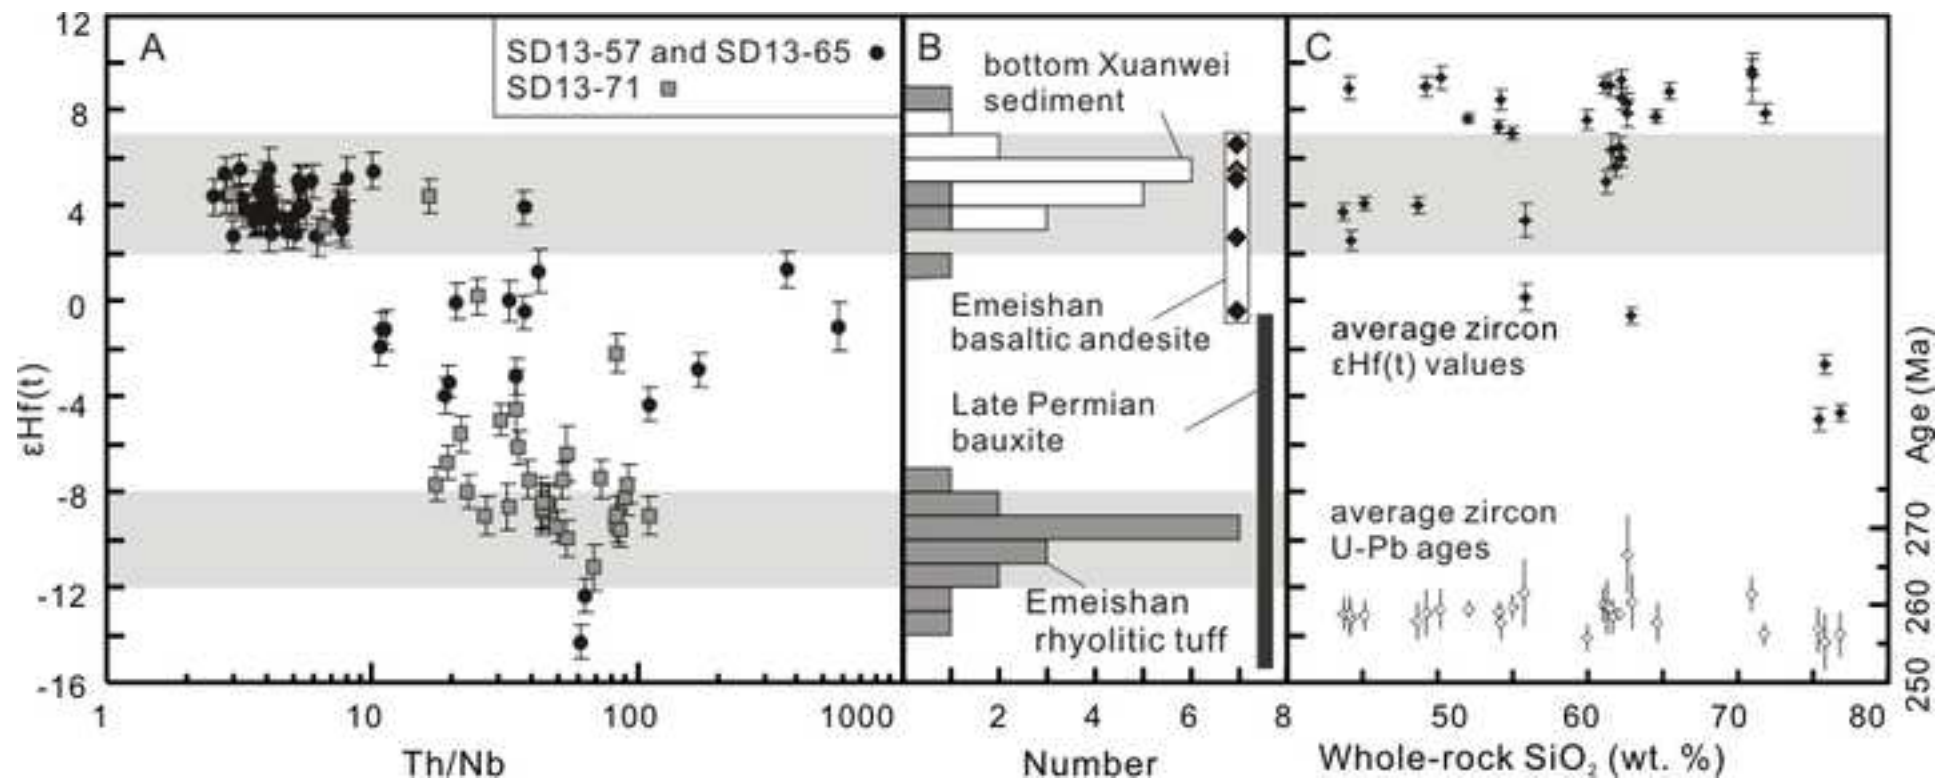 A
SD13-57 and SD13-65
SD13-71
εHf(t)
12
8
4
0
-4
-8
-12
-16
1
10
100
1000
Th/Nb
B
bottom Xuanwei
sediment
Emeishan
basaltic andesite
Late Permian
bauxite
Emeishan
rhyolitic tuff
2
4
6
8
Number
C
average zircon
εHf(t) values
average zircon
U-Pb ages
50
60
70
80
Whole-rock SiO₂ (wt. %)
270
260
250
Age (Ma)